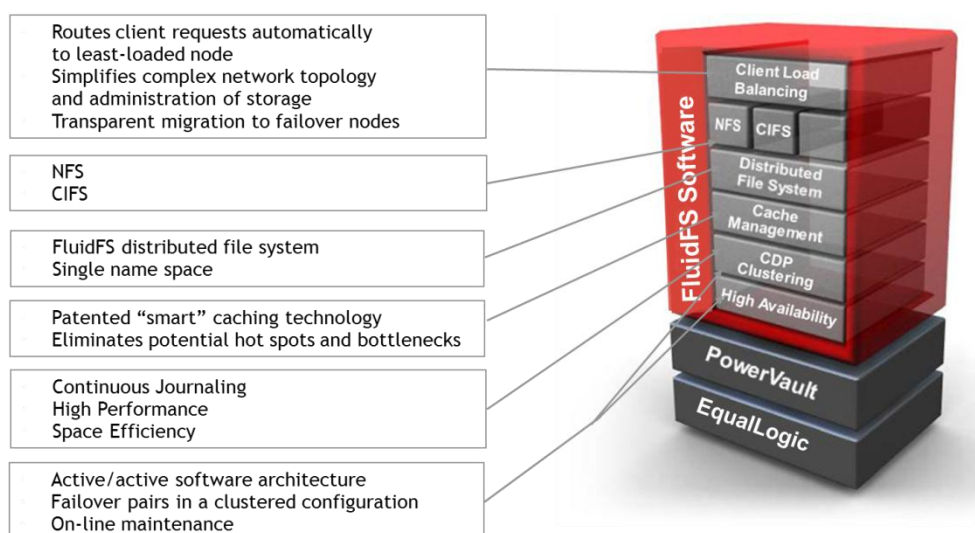 Routes client requests automatically
to least-loaded node
Simplifies complex network topology
and administration of storage
Transparent migration to failover nodes
NFS
CIFS
FluidFS distributed file system
Single name space
Patented “smart” caching technology
Eliminates potential hot spots and bottlenecks
Continuous Journaling
High Performance
Space Efficiency
Active/active software architecture
Failover pairs in a clustered configuration
On-line maintenance
FluidFS Software
Client Load
Balancing
NFS
CIFS
Distributed
File System
Cache
Management
CDP
Clustering
High Availability
PowerVault
EqualLogic